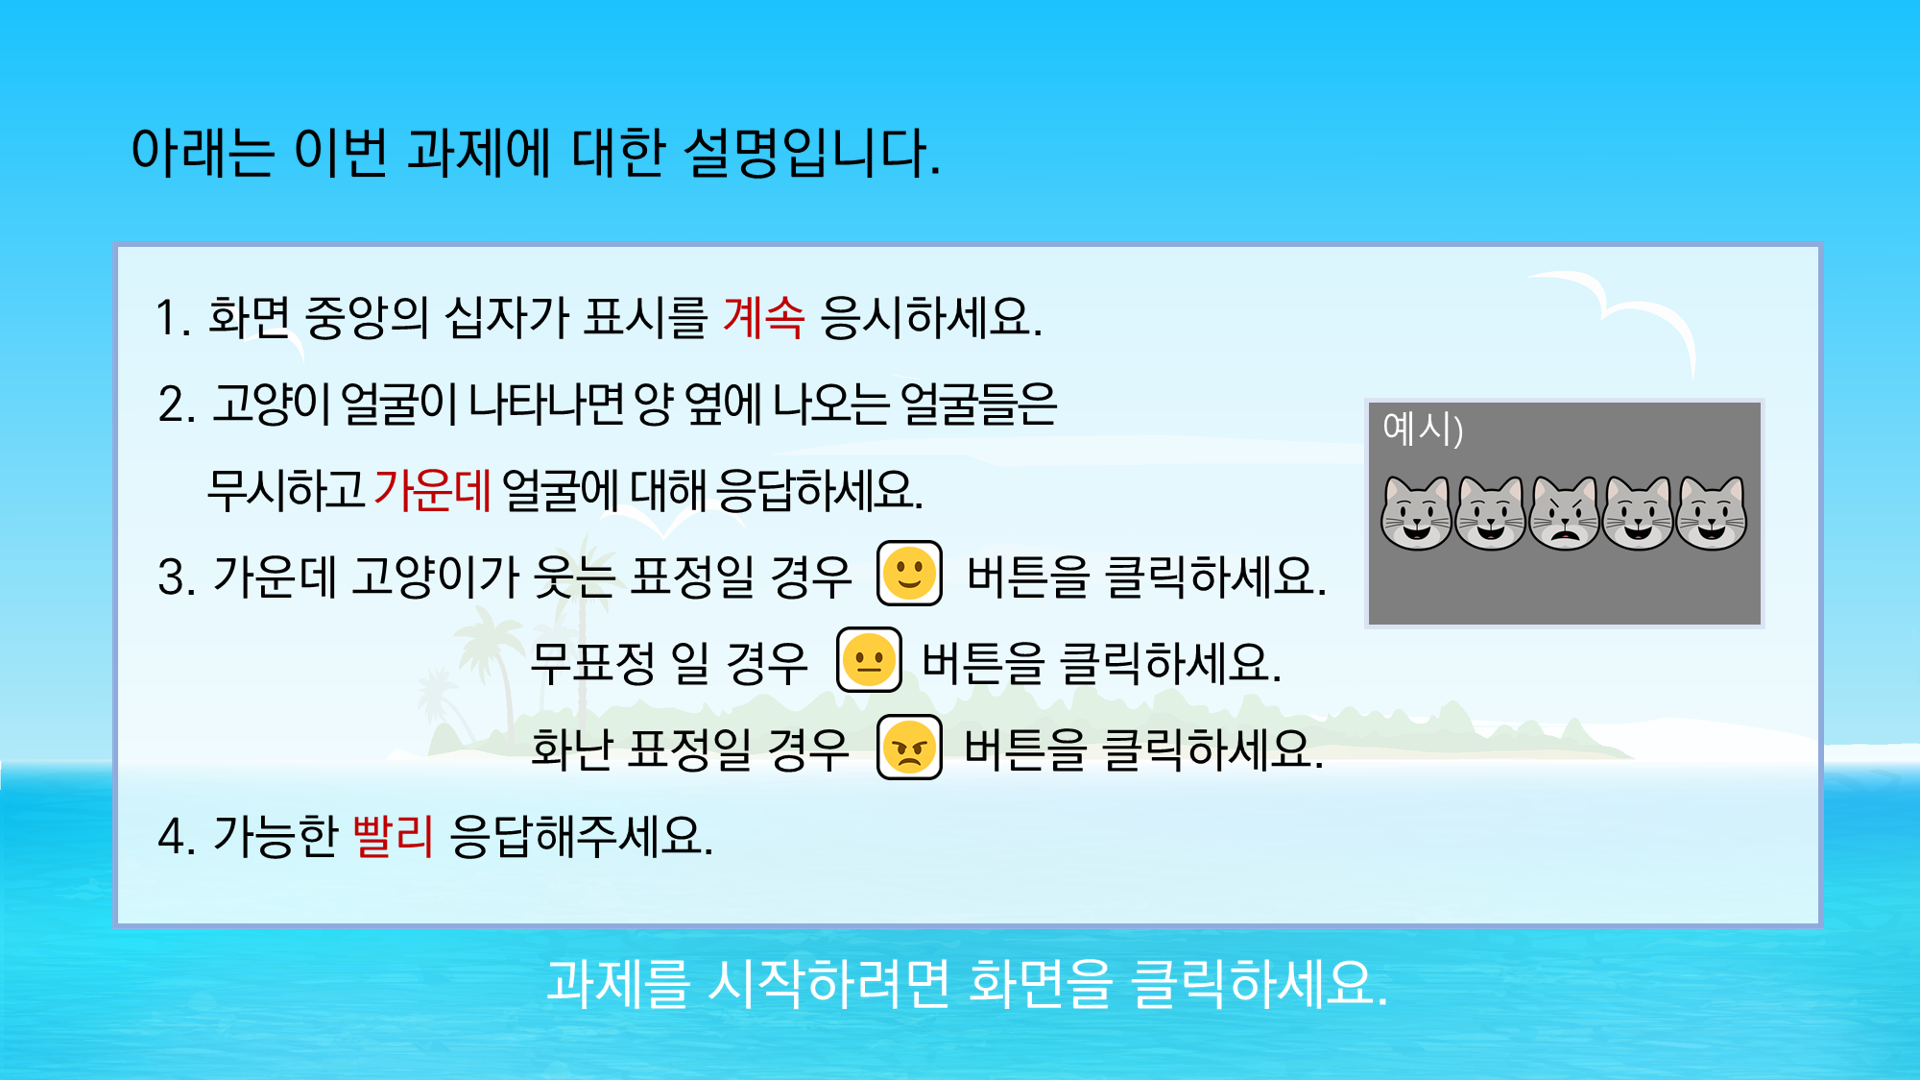 아래는 이번 과제에 대한 설명입니다.
1. 화면 중앙의 십자가 표시를 계속 응시하세요.
2. 고양이 얼굴이 나타나면 양 옆에 나오는 얼굴들은
무시하고 가운데 얼굴에 대해 응답하세요.
예시)
3. 가운데 고양이가 웃는 표정일 경우 버튼을 클릭하세요.
무표정 일 경우 버튼을 클릭하세요.
화난 표정일 경우 버튼을 클릭하세요.
4. 가능한 빨리 응답해주세요.
과제를 시작하려면 화면을 클릭하세요.